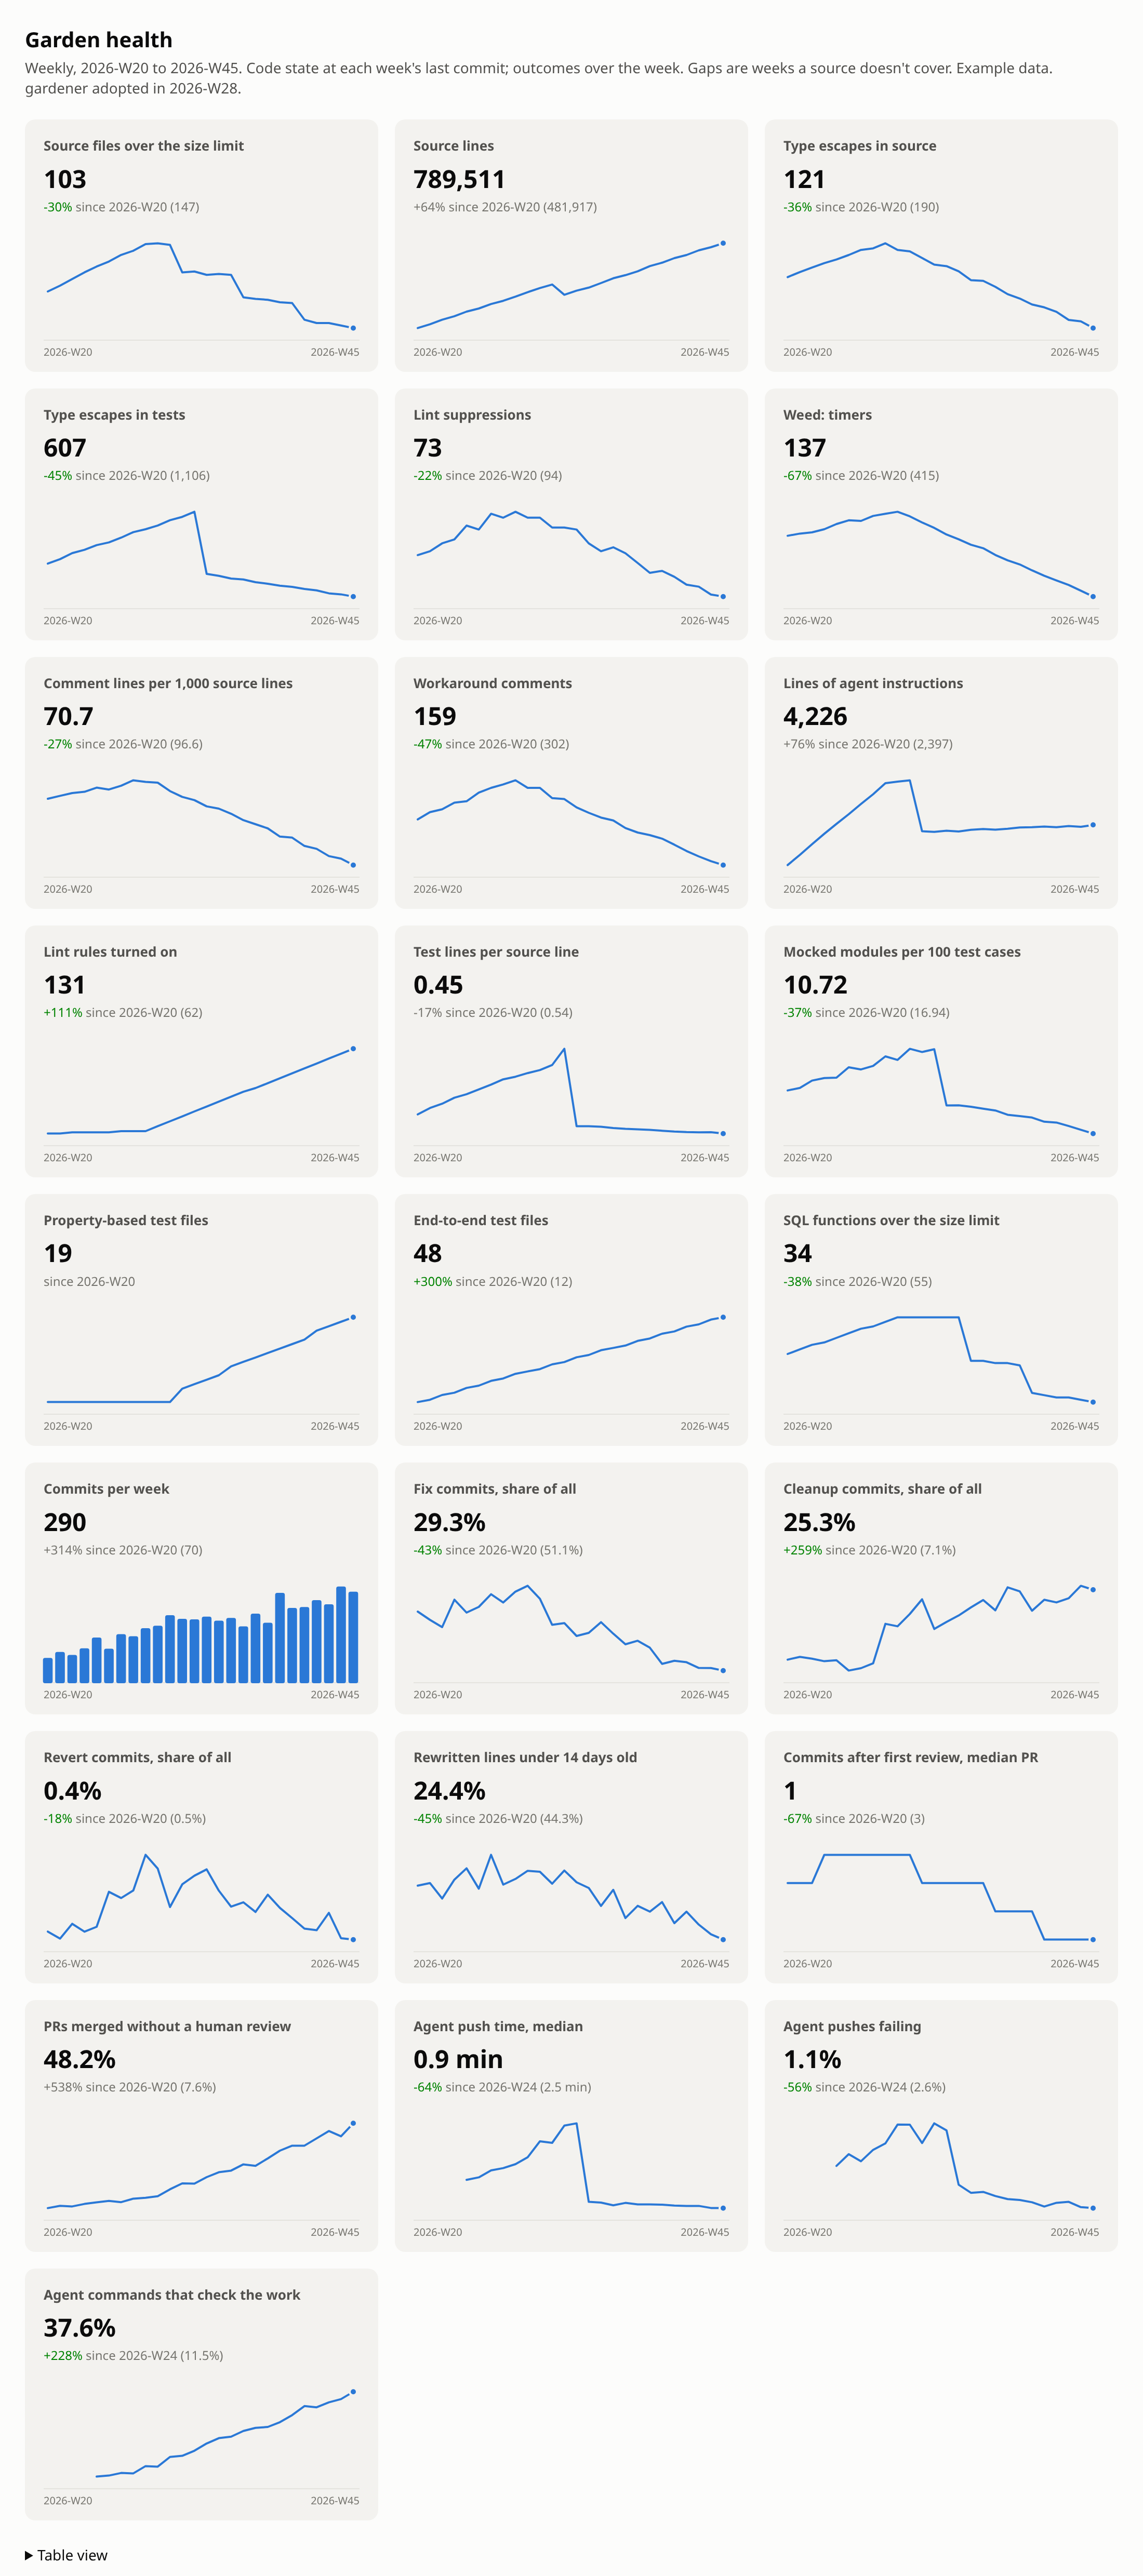 Garden health
Weekly, 2026-W20 to 2026-W45. Code state at each week's last commit; outcomes over the week. Gaps are weeks a source doesn't cover. Example data.
gardener adopted in 2026-W28.
Source files over the size limit
103
-30% since 2026-W20 (147)
2026-W20 2026-W45
Source lines
789,511
+64% since 2026-W20 (481,917)
2026-W20 2026-W45
Type escapes in source
121
-36% since 2026-W20 (190)
2026-W20 2026-W45
Type escapes in tests
607
-45% since 2026-W20 (1,106)
2026-W20 2026-W45
Lint suppressions
73
-22% since 2026-W20 (94)
2026-W20 2026-W45
Weed: timers
137
-67% since 2026-W20 (415)
2026-W20 2026-W45
Comment lines per 1,000 source lines
70.7
-27% since 2026-W20 (96.6)
2026-W20 2026-W45
Workaround comments
159
-47% since 2026-W20 (302)
2026-W20 2026-W45
Lines of agent instructions
4,226
+76% since 2026-W20 (2,397)
2026-W20 2026-W45
Lint rules turned on
131
+111% since 2026-W20 (62)
2026-W20 2026-W45
Test lines per source line
0.45
-17% since 2026-W20 (0.54)
2026-W20 2026-W45
Mocked modules per 100 test cases
10.72
-37% since 2026-W20 (16.94)
2026-W20 2026-W45
Property-based test files
19
since 2026-W20
2026-W20 2026-W45
End-to-end test files
48
+300% since 2026-W20 (12)
2026-W20 2026-W45
SQL functions over the size limit
34
-38% since 2026-W20 (55)
2026-W20 2026-W45
Commits per week
290
+314% since 2026-W20 (70)
2026-W20 2026-W45
Fix commits, share of all
29.3%
-43% since 2026-W20 (51.1%)
2026-W20 2026-W45
Cleanup commits, share of all
25.3%
+259% since 2026-W20 (7.1%)
2026-W20 2026-W45
Revert commits, share of all
0.4%
-18% since 2026-W20 (0.5%)
2026-W20 2026-W45
Rewritten lines under 14 days old
24.4%
-45% since 2026-W20 (44.3%)
2026-W20 2026-W45
Commits after first review, median PR
1
-67% since 2026-W20 (3)
2026-W20 2026-W45
PRs merged without a human review
48.2%
+538% since 2026-W20 (7.6%)
2026-W20 2026-W45
Agent push time, median
0.9 min
-64% since 2026-W24 (2.5 min)
2026-W20 2026-W45
Agent pushes failing
1.1%
-56% since 2026-W24 (2.6%)
2026-W20 2026-W45
Agent commands that check the work
37.6%
+228% since 2026-W24 (11.5%)
2026-W20 2026-W45
Table view